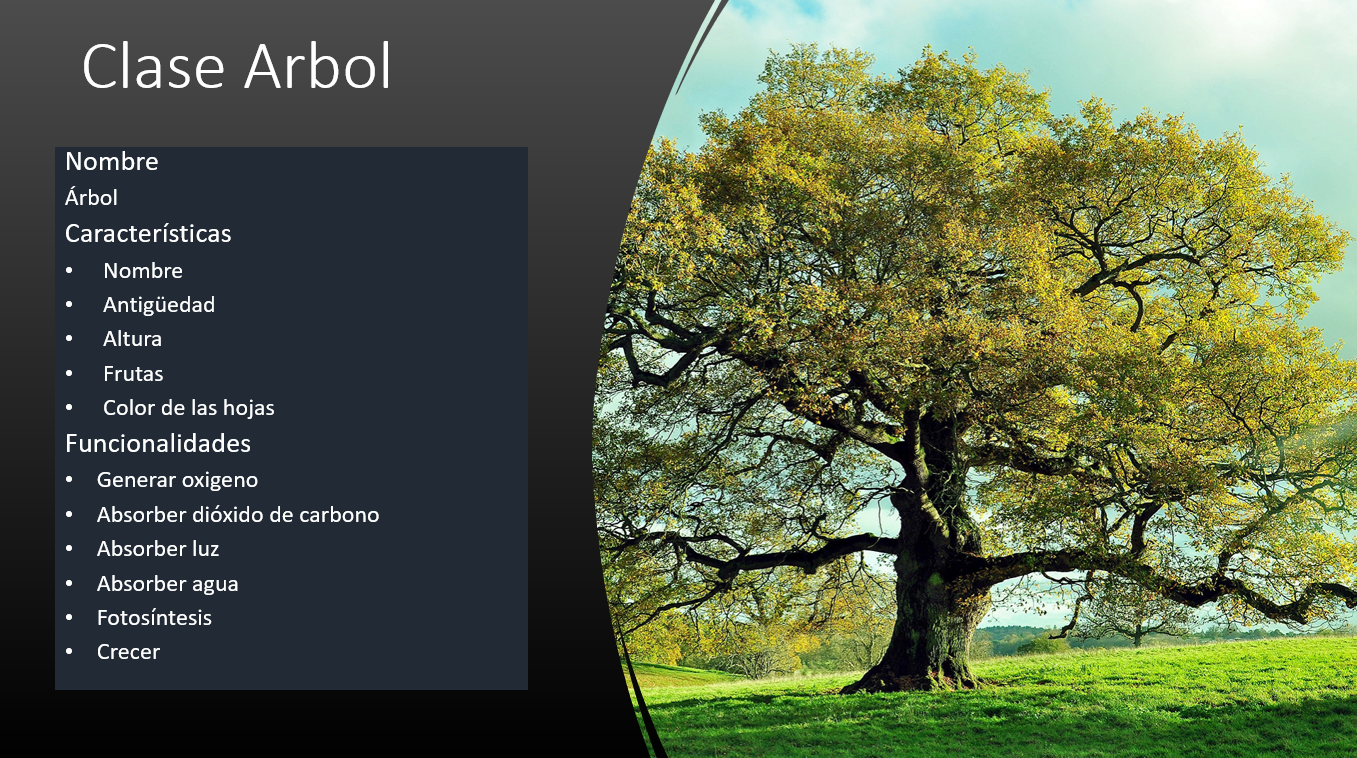 Clase Arbol
Nombre
Árbol
Características
• Nombre
• Antigüedad
• Altura
• Frutas
• Color de las hojas
Funcionalidades
• Generar oxigeno
• Absorber dióxido de carbono
• Absorber luz
• Absorber agua
• Fotosíntesis
• Crecer